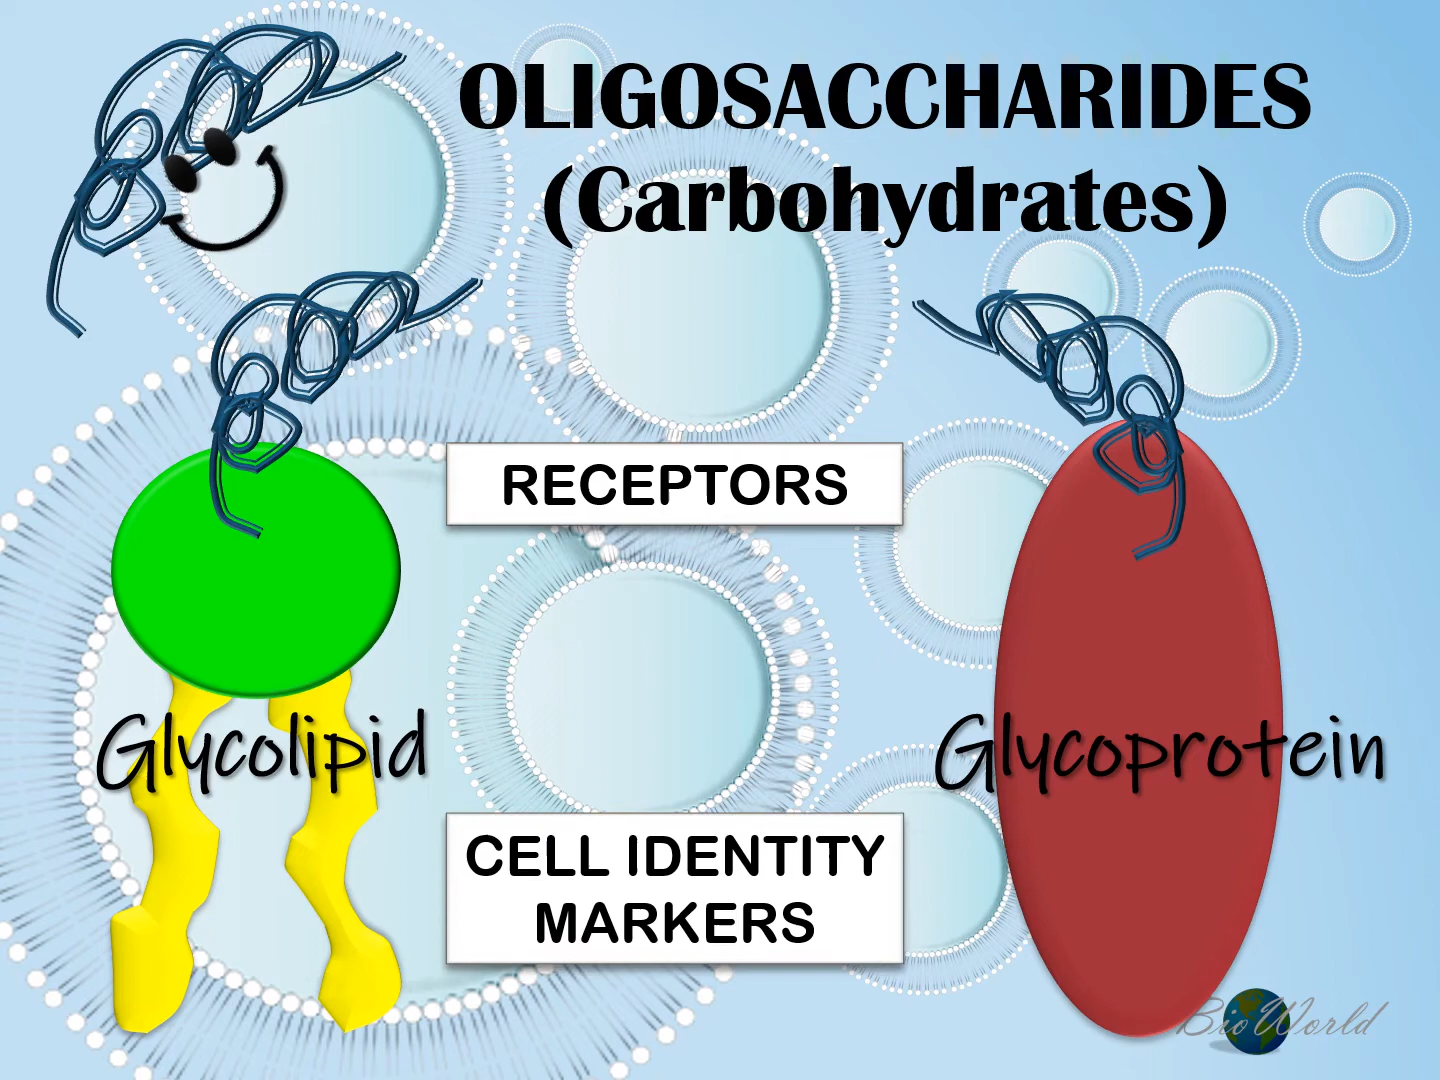 OLIGOSACCHARIDES
(Carbohydrates)
RECEPTORS
Glycolipid
Glycoprotein
CELL IDENTITY
MARKERS
BioWorld